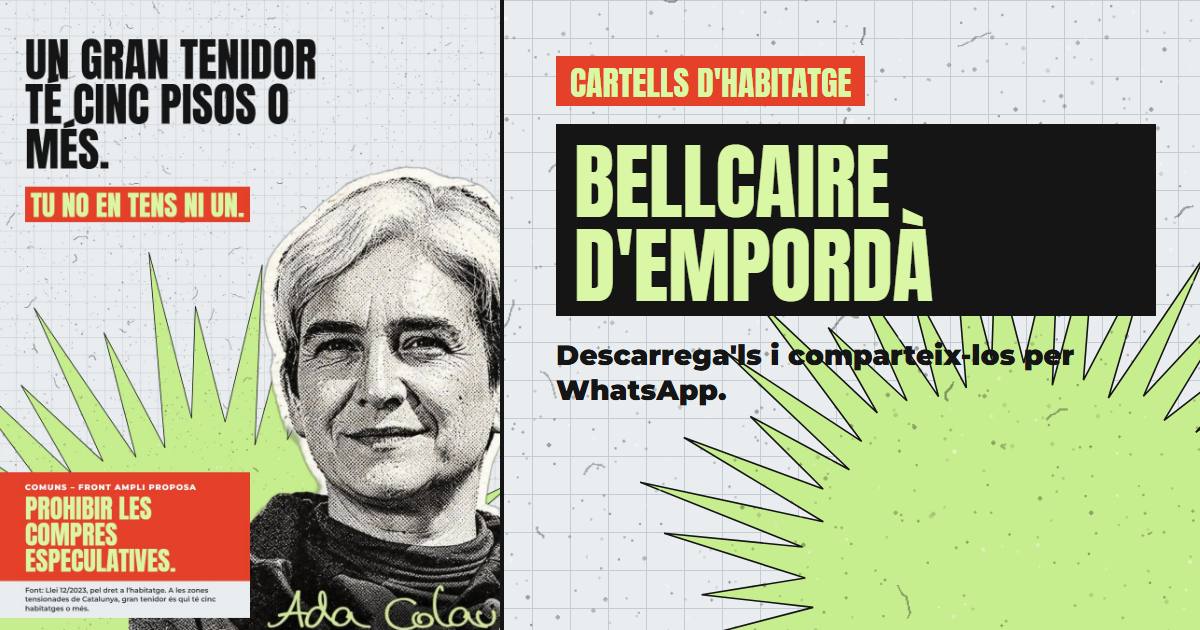 UN GRAN TENIDOR
TÉ CINC PISOS O
MÉS.
TU NO EN TENS NI UN.
COMUNS – FRONT AMPLI PROPOSA
PROHIBIR LES
COMPRES
ESPECULATIVES.
Font: Llei 12/2023, pel dret a l'habitatge. A les zones
tensionades de Catalunya, gran tenidor és qui té cinc
habitatges o més.
Ada Colau
CARTELLS D'HABITATGE
BELLCAIRE
D'EMPORDÀ
Descarrega'ls i comparteix-los per
WhatsApp.